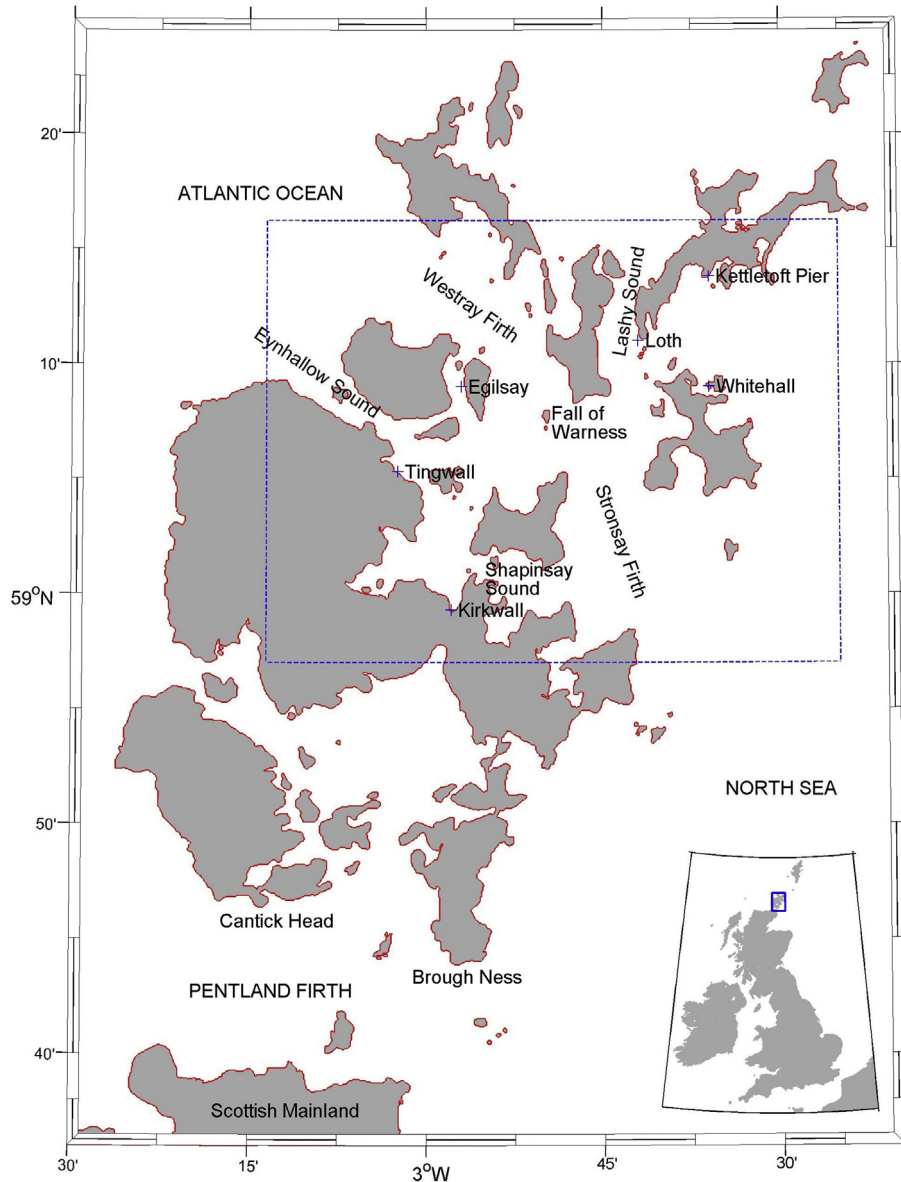 20'
ATLANTIC OCEAN
Westray Firth
Lashy Sound
Kettletoft Pier
Eynhallow Sound
Loth
10'
Egilsay
Whitehall
Fall of
Warness
Tingwall
Stronsay Firth
Shapinsay
Sound
59°N
Kirkwall
NORTH SEA
50'
Cantick Head
Brough Ness
PENTLAND FIRTH
40'
Scottish Mainland
30'
15'
3°W
45'
30'